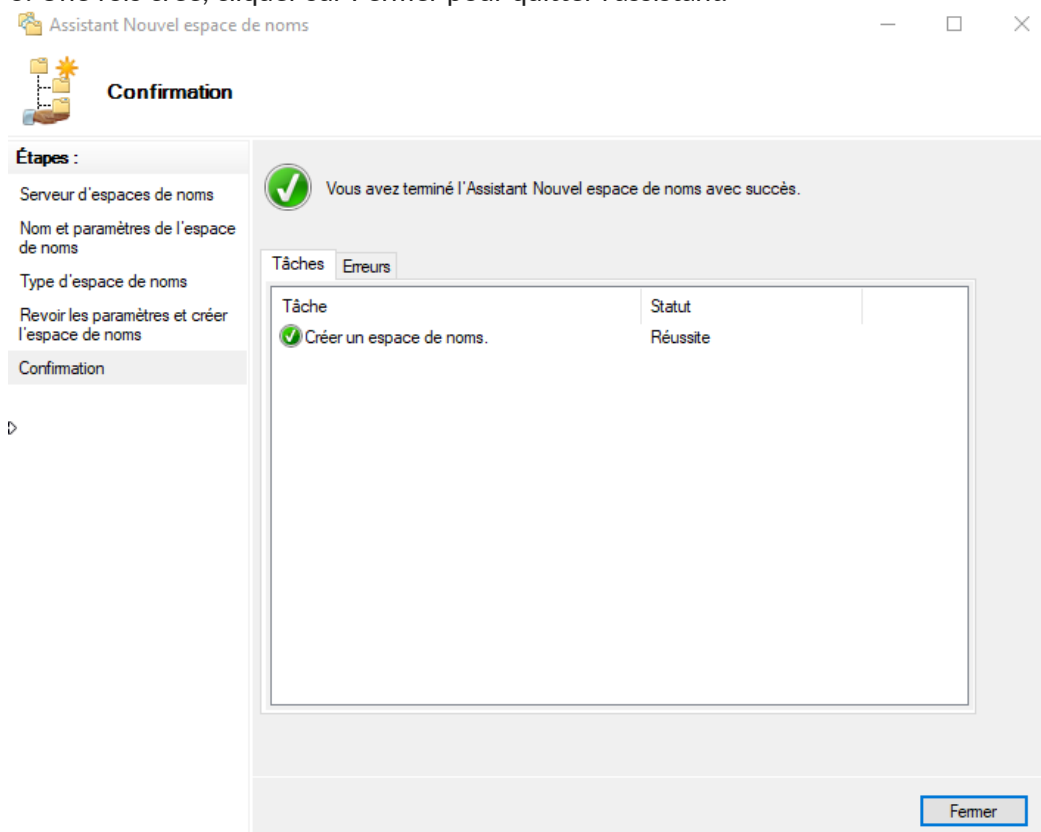 Assistant Nouvel espace de noms
Confirmation
Étapes :
Serveur d'espaces de noms
Nom et paramètres de l'espace
de noms
Type d'espace de noms
Revoir les paramètres et créer
l'espace de noms
Confirmation
Vous avez terminé l'Assistant Nouvel espace de noms avec succès.
Tâches Erreurs
Tâche Statut
Créer un espace de noms. Réussite
Fermer